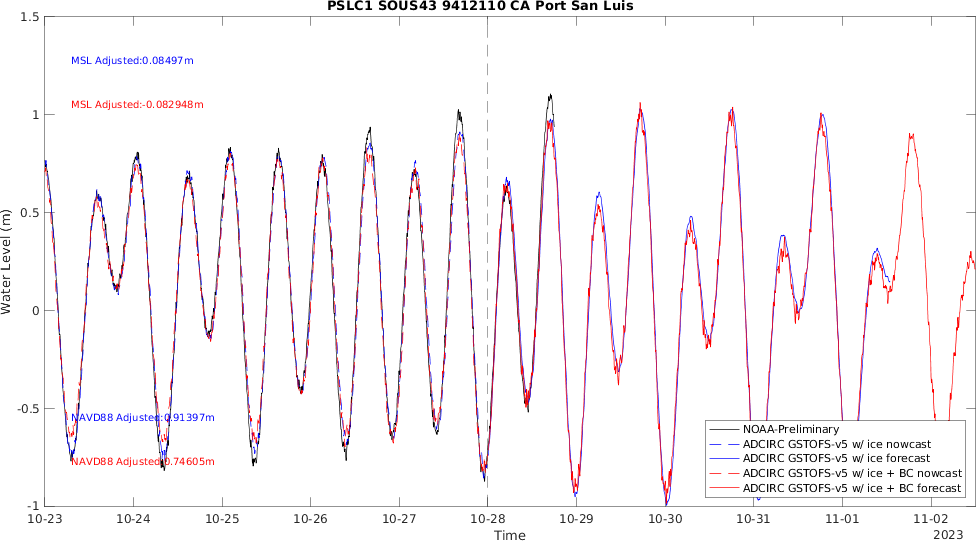 PSLC1 SOUS43 9412110 CA Port San Luis
1.5
1
0.5
0
-0.5
-1
Water Level (m)
MSL Adjusted:0.08497m
MSL Adjusted:-0.082948m
NAVD88 Adjusted:0.91397m
NAVD88 Adjusted:0.74605m
NOAA-Preliminary
ADCIRC GSTOFS-v5 w/ ice nowcast
ADCIRC GSTOFS-v5 w/ ice forecast
ADCIRC GSTOFS-v5 w/ ice + BC nowcast
ADCIRC GSTOFS-v5 w/ ice + BC forecast
10-23 10-24 10-25 10-26 10-27 10-28 10-29 10-30 10-31 11-01 11-02
2023
Time